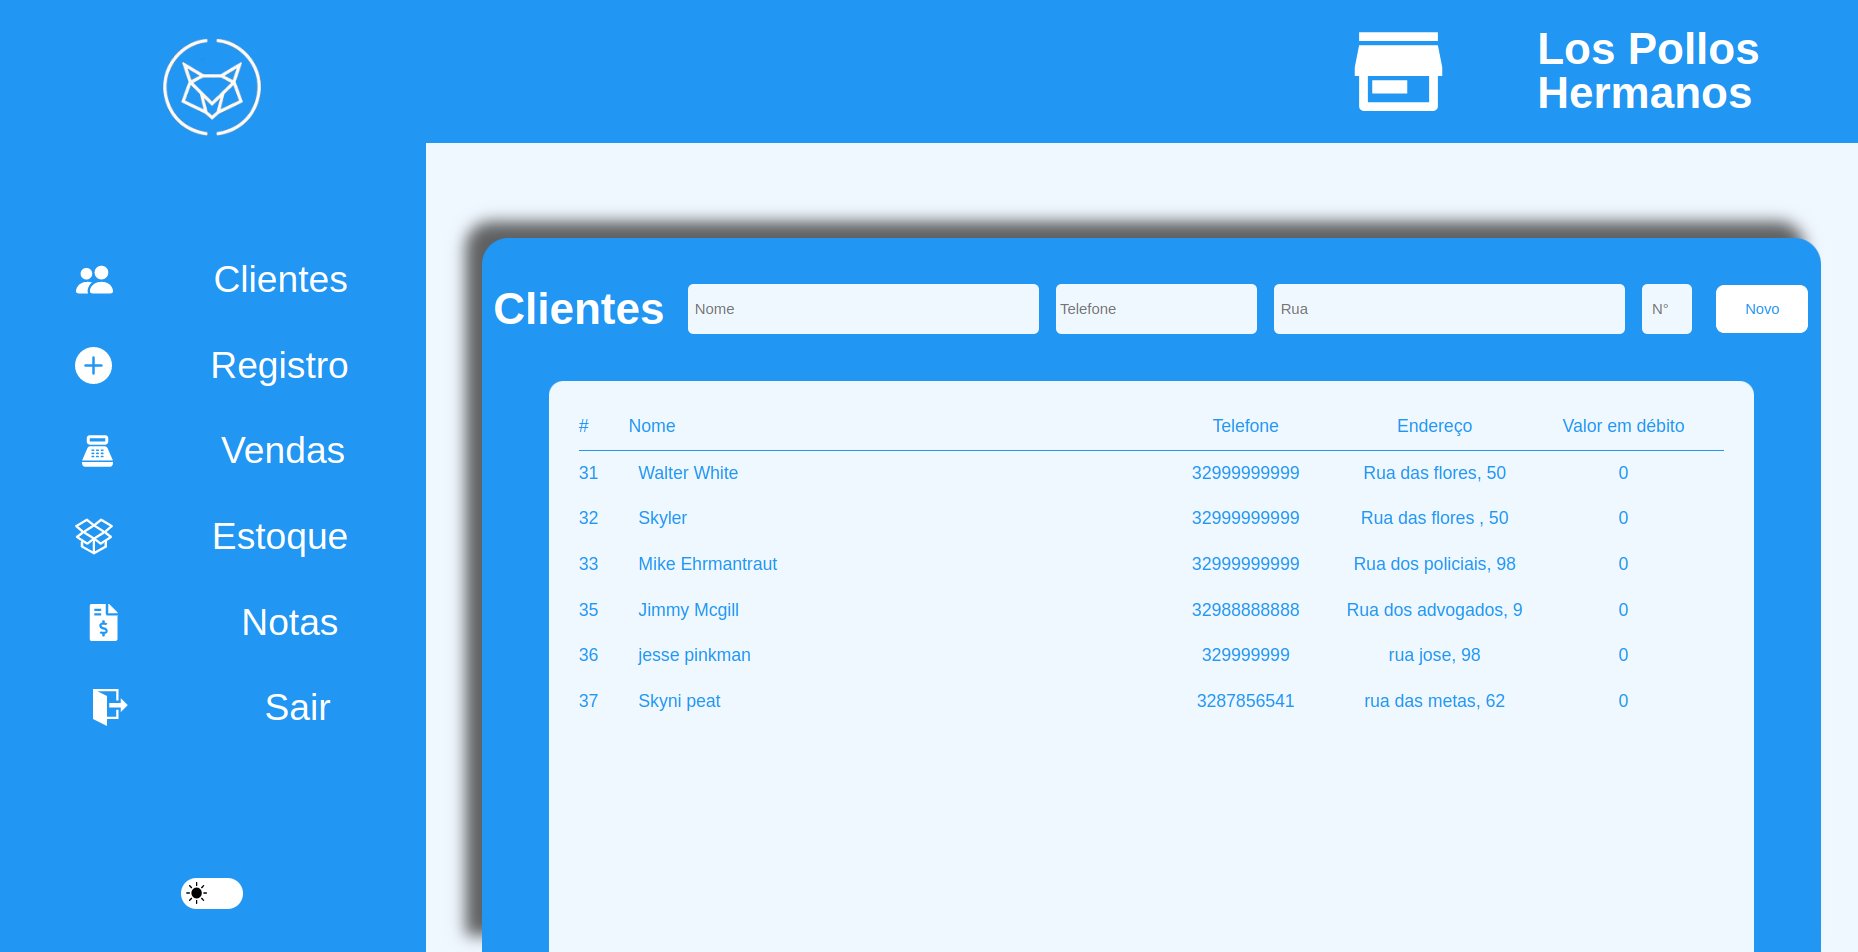 Los Pollos
Hermanos
Clientes
Registro
Vendas
Estoque
Notas
Sair
Clientes Nome Telefone Rua N° Novo
# Nome Telefone Endereço Valor em débito
31 Walter White 32999999999 Rua das flores, 50 0
32 Skyler 32999999999 Rua das flores , 50 0
33 Mike Ehrmantraut 32999999999 Rua dos policiais, 98 0
35 Jimmy Mcgill 32988888888 Rua dos advogados, 9 0
36 jesse pinkman 329999999 rua jose, 98 0
37 Skyni peat 3287856541 rua das metas, 62 0